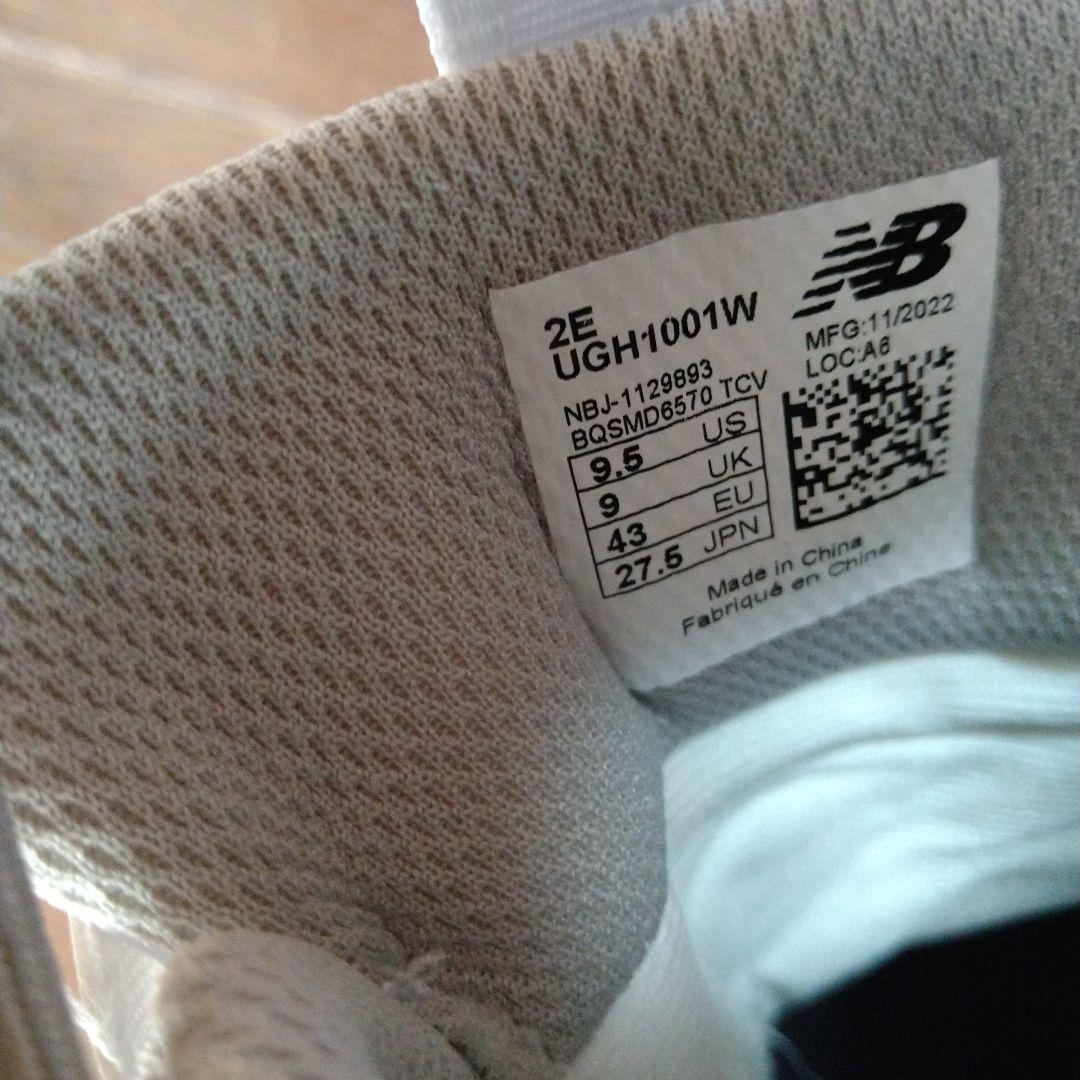 NB
2E
UGH1001W
MFG:11/2022
LOC:A6
NBJ-1129893
BQSMD6570 TCV
9.5 US
9 UK
43 EU
27.5 JPN
Made in China
Fabriqué en Chine